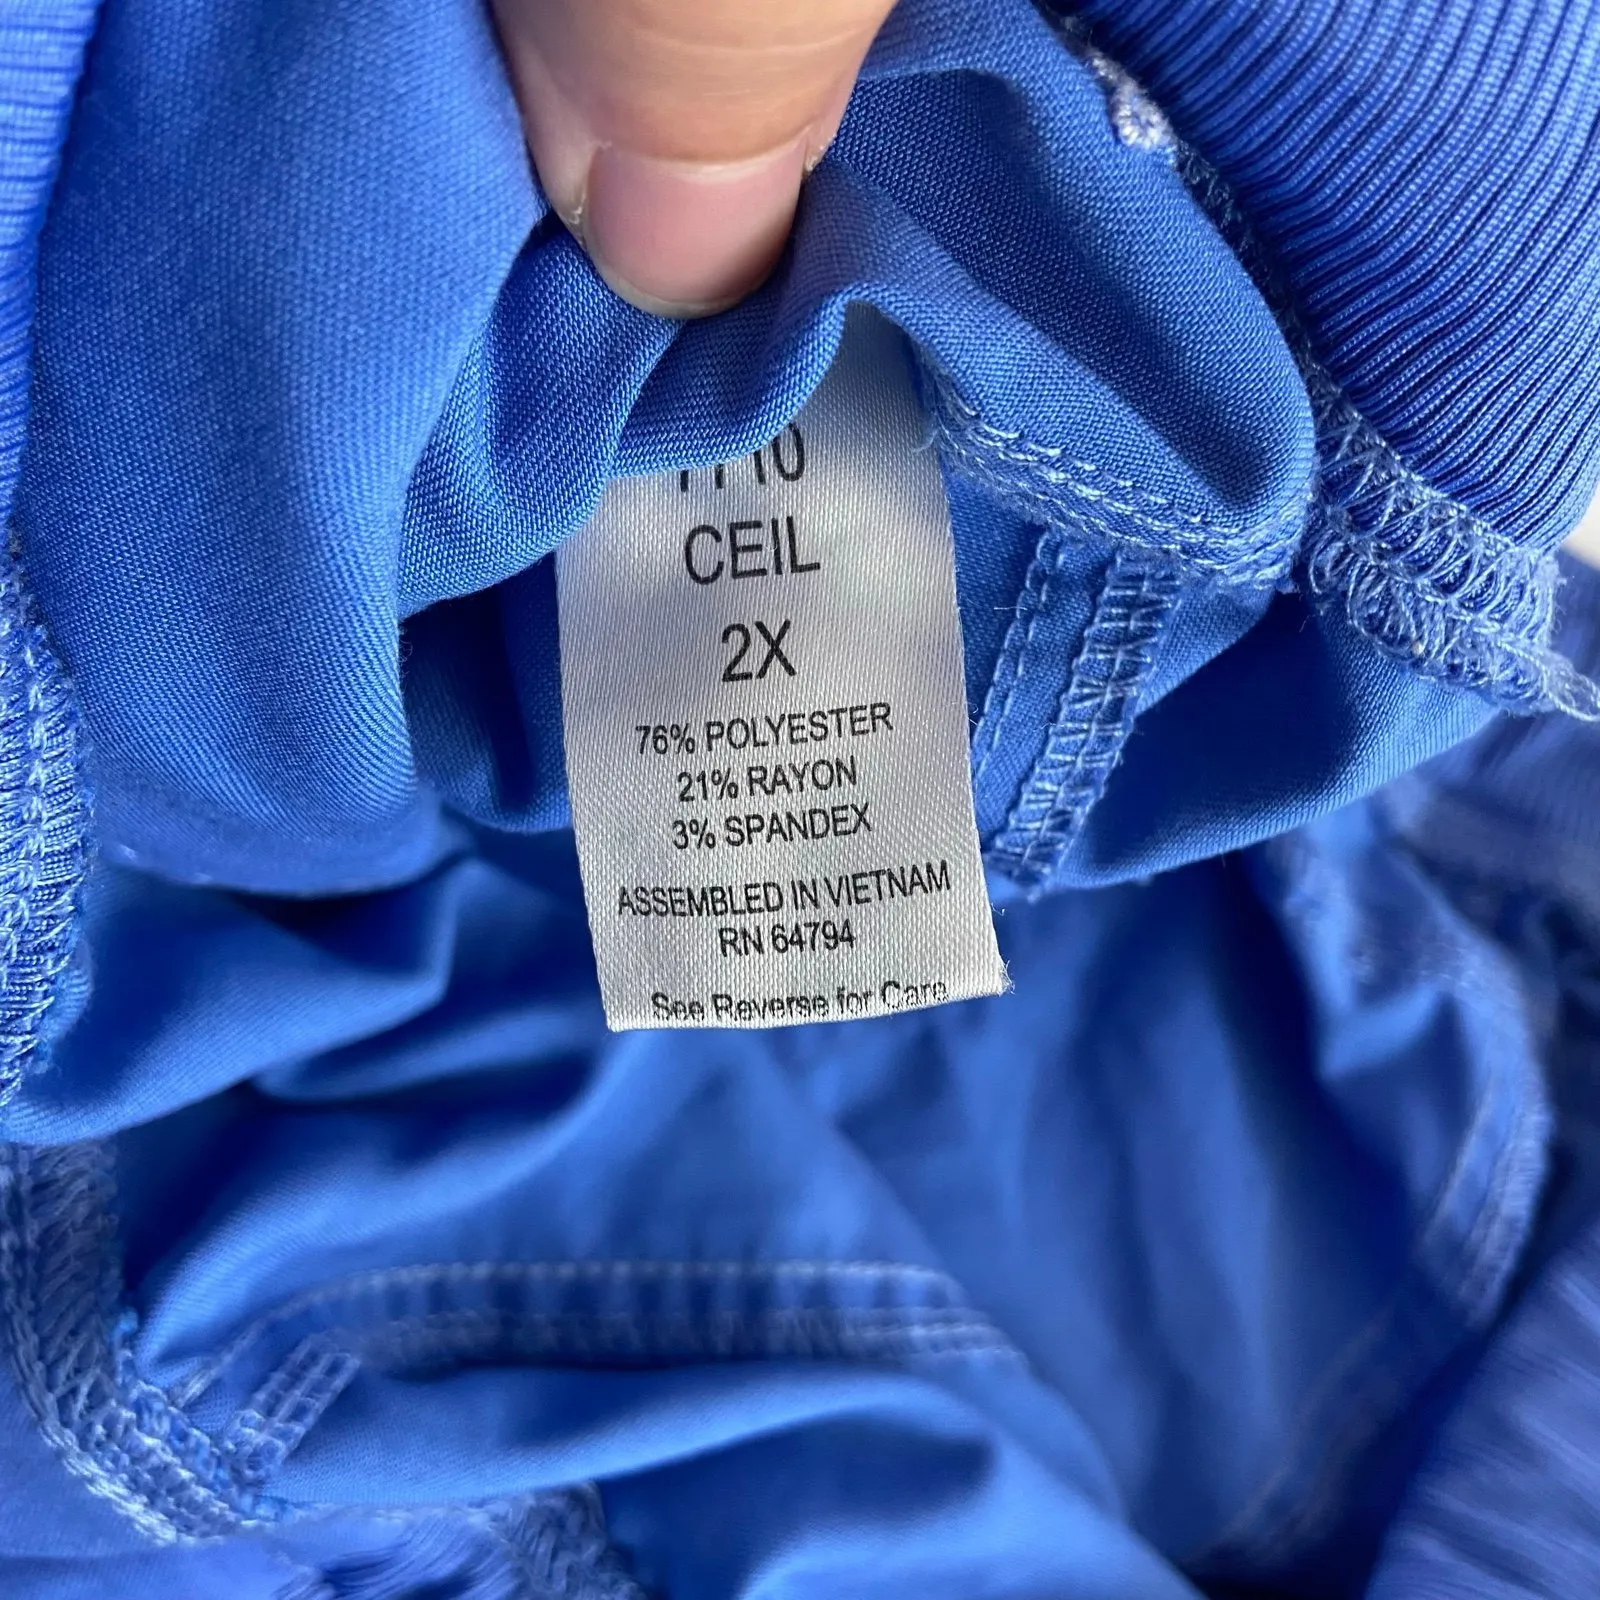 CEIL
2X
76% POLYESTER
21% RAYON
3% SPANDEX
ASSEMBLED IN VIETNAM
RN 64794
See Reverse for Care